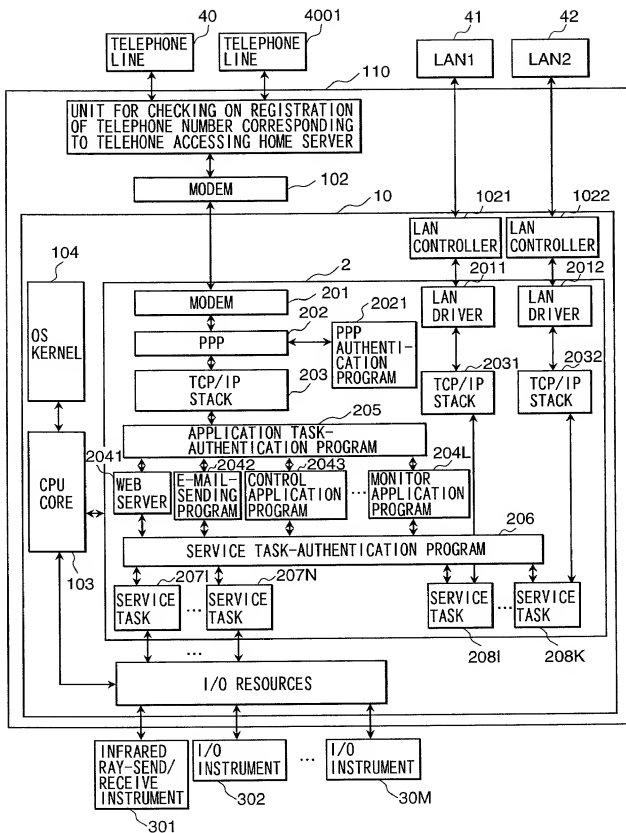 40
4001
41
42
TELEPHONE
LINE
TELEPHONE
LINE
LAN1
LAN2
110
UNIT FOR CHECKING ON REGISTRATION
OF TELEPHONE NUMBER CORRESPONDING
TO TELEHONE ACCESSING HOME SERVER
MODEM
102
10
1021
1022
LAN
CONTROLLER
LAN
CONTROLLER
104
OS
KERNEL
2
2011
2012
MODEM
201
LAN
DRIVER
LAN
DRIVER
2021
PPP
202
PPP
AUTHENTI-
CATION
PROGRAM
2031
2032
TCP/IP
STACK
203
TCP/IP
STACK
TCP/IP
STACK
205
APPLICATION TASK-
AUTHENTICATION PROGRAM
2041
2042
2043
204L
CPU
CORE
WEB
SERVER
E-MAIL-
SENDING
PROGRAM
CONTROL
APPLICATION
PROGRAM
...
MONITOR
APPLICATION
PROGRAM
206
SERVICE TASK-AUTHENTICATION PROGRAM
103
207I
207N
SERVICE
TASK
...
SERVICE
TASK
SERVICE
TASK
...
SERVICE
TASK
208I
208K
...
I/O RESOURCES
INFRARED
RAY-SEND/
RECEIVE
INSTRUMENT
I/O
INSTRUMENT
...
I/O
INSTRUMENT
301
302
30M